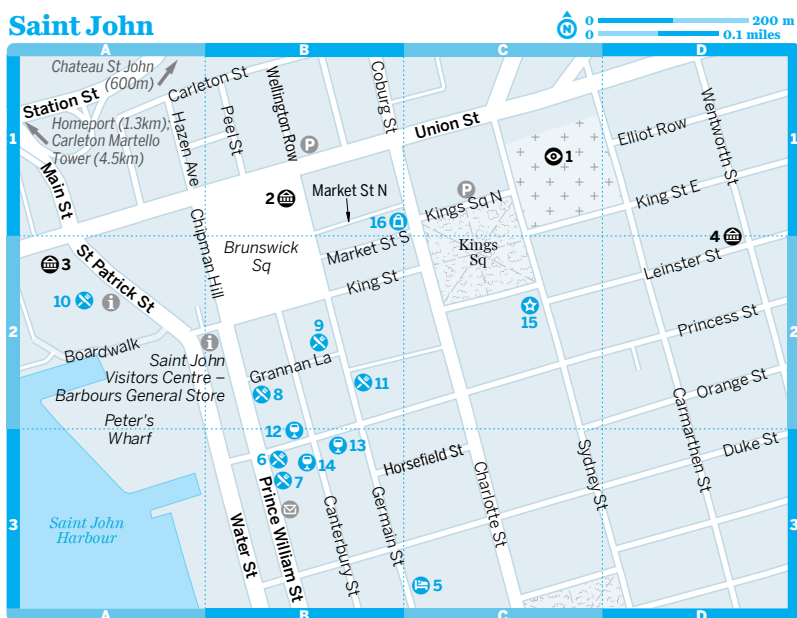 Saint John
N
0 200 m
0 0.1 miles
A
B
C
D
1
1
2
2
3
3
A
B
C
D
Chateau St John
(600m)
Station St
Homeport (1.3km);
Carleton Martello
Tower (4.5km)
Carleton St
Hazen Ave
Peel St
Wellington Row
Coburg St
Union St
P
1
Elliot Row
Wentworth St
Main St
2
Market St N
P
Kings Sq N
King St E
16
Chipman Hill
Brunswick
Sq
Market St S
Kings
Sq
4
3
St Patrick St
King St
Leinster St
10
i
9
15
Princess St
Boardwalk
i
Saint John
Visitors Centre –
Barbours General Store
Grannan La
8
11
Orange St
Peter's
Wharf
12
13
Carmarthen St
Duke St
6
14
7
Horsefield St
Sydney St
Saint John
Harbour
Water St
Prince William St
Canterbury St
Germain St
Charlotte St
5